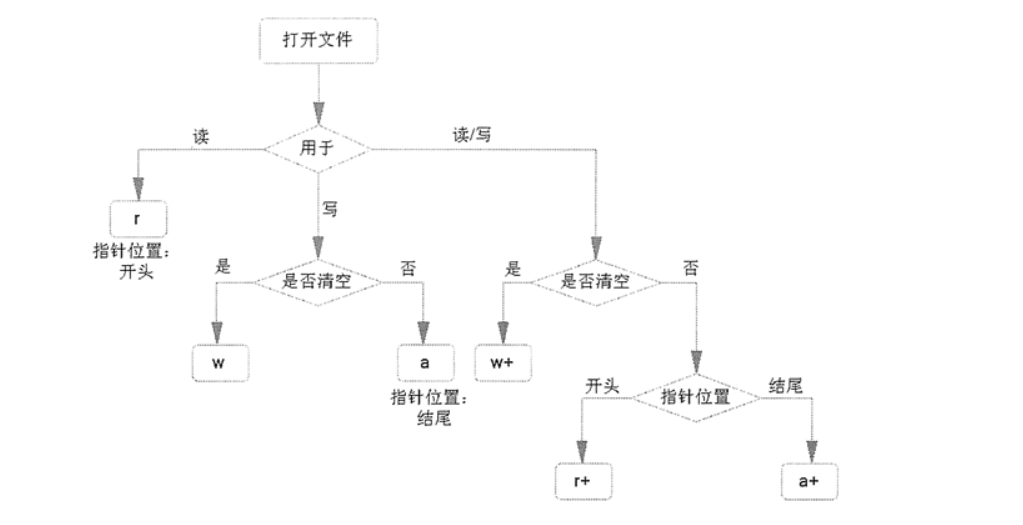 打开文件
读
用于
读/写
r
写
指针位置：
开头
是
是否清空
否
是
是否清空
否
w
a
w+
指针位置：
结尾
开头
指针位置
结尾
r+
a+